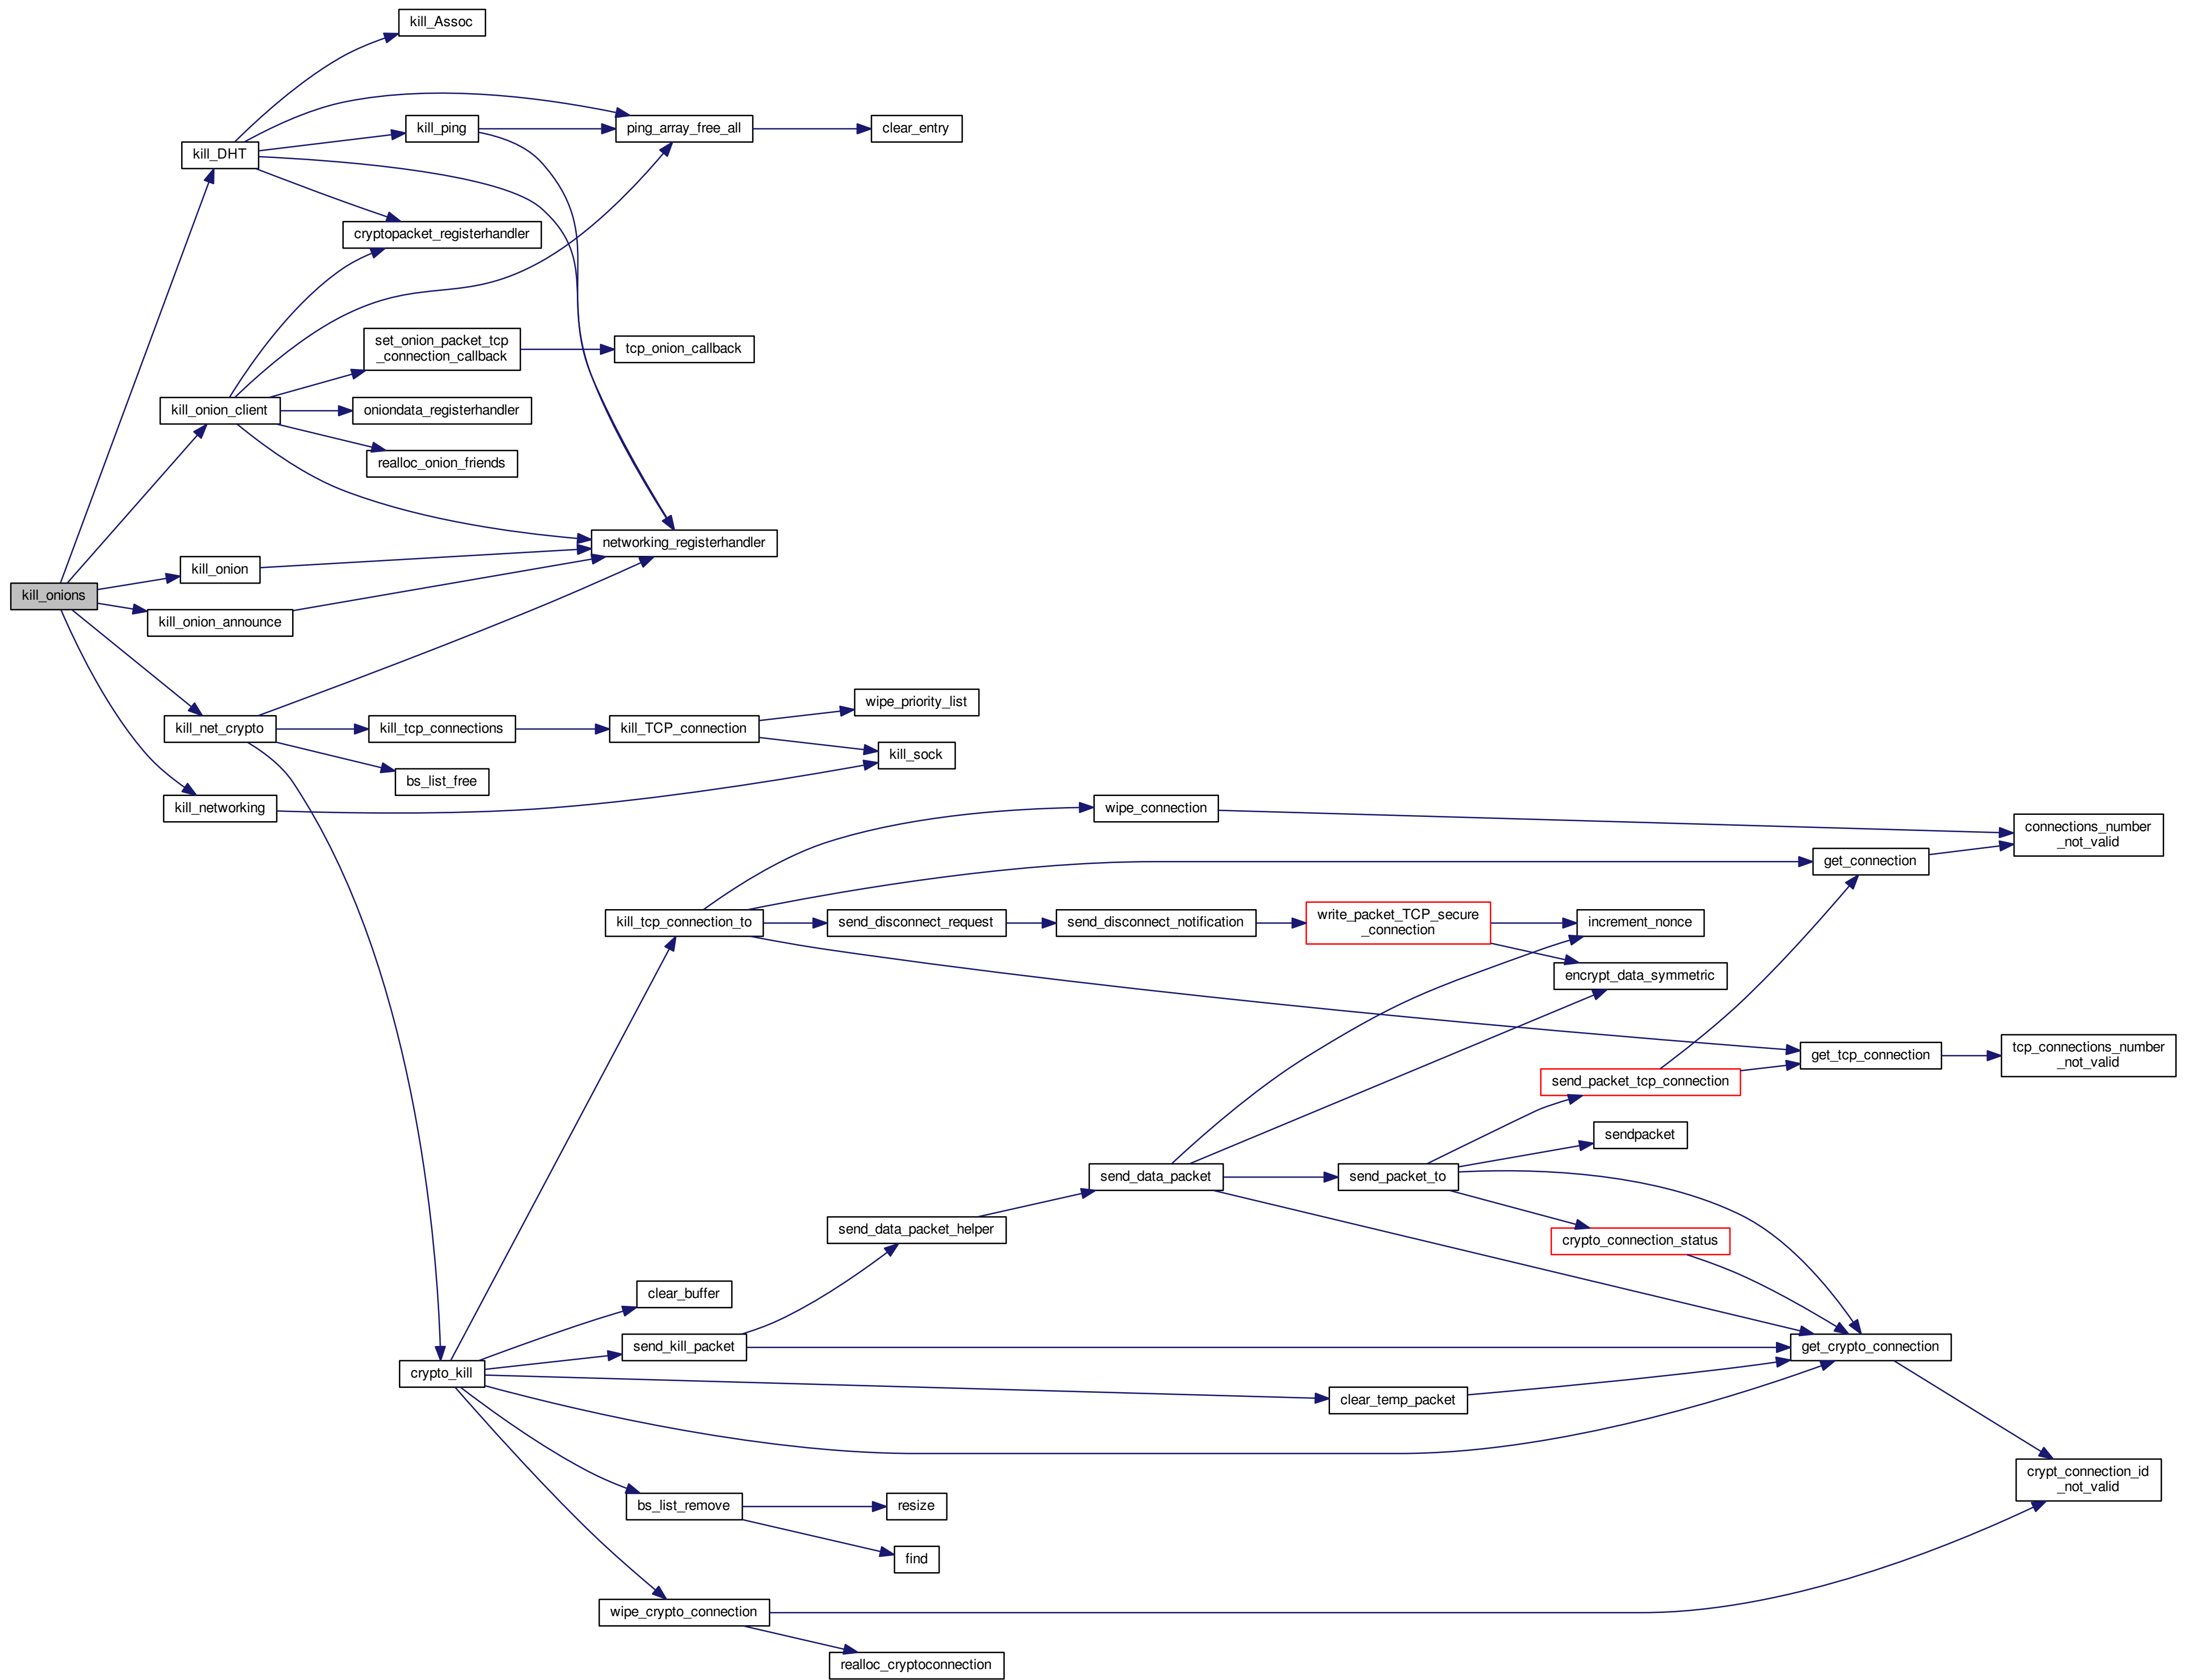 kill_Assoc
kill_ping
ping_array_free_all
clear_entry
kill_DHT
cryptopacket_registerhandler
set_onion_packet_tcp
_connection_callback
tcp_onion_callback
kill_onion_client
oniondata_registerhandler
realloc_onion_friends
networking_registerhandler
kill_onion
kill_onions
kill_onion_announce
wipe_priority_list
kill_net_crypto
kill_tcp_connections
kill_TCP_connection
kill_sock
bs_list_free
kill_networking
wipe_connection
connections_number
_not_valid
get_connection
kill_tcp_connection_to
send_disconnect_request
send_disconnect_notification
write_packet_TCP_secure
_connection
increment_nonce
encrypt_data_symmetric
get_tcp_connection
tcp_connections_number
_not_valid
send_packet_tcp_connection
sendpacket
send_data_packet
send_packet_to
send_data_packet_helper
crypto_connection_status
clear_buffer
send_kill_packet
get_crypto_connection
crypto_kill
clear_temp_packet
crypt_connection_id
_not_valid
bs_list_remove
resize
find
wipe_crypto_connection
realloc_cryptoconnection